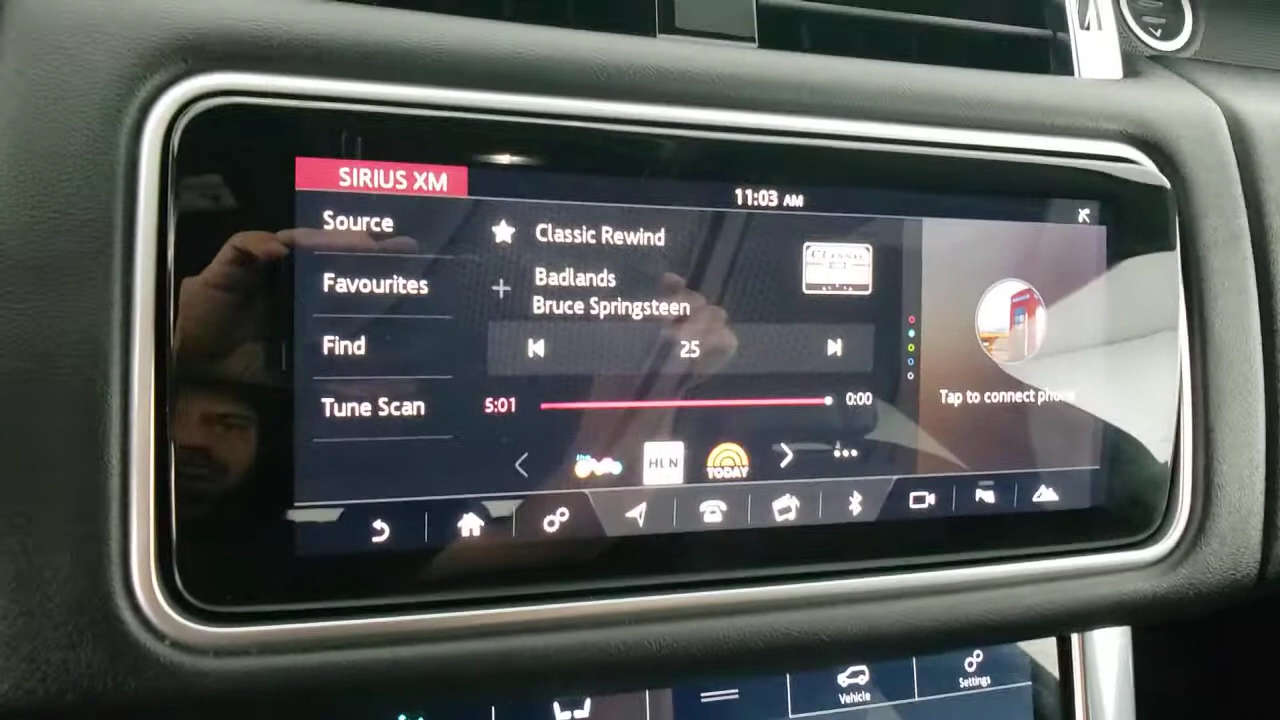 SIRIUS XM
11:03 AM
Source
Favourites
Find
Tune Scan
Classic Rewind
Badlands
Bruce Springsteen
25
5:01
0:00
HLN
TODAY
Tap to connect phone
Vehicle
Settings